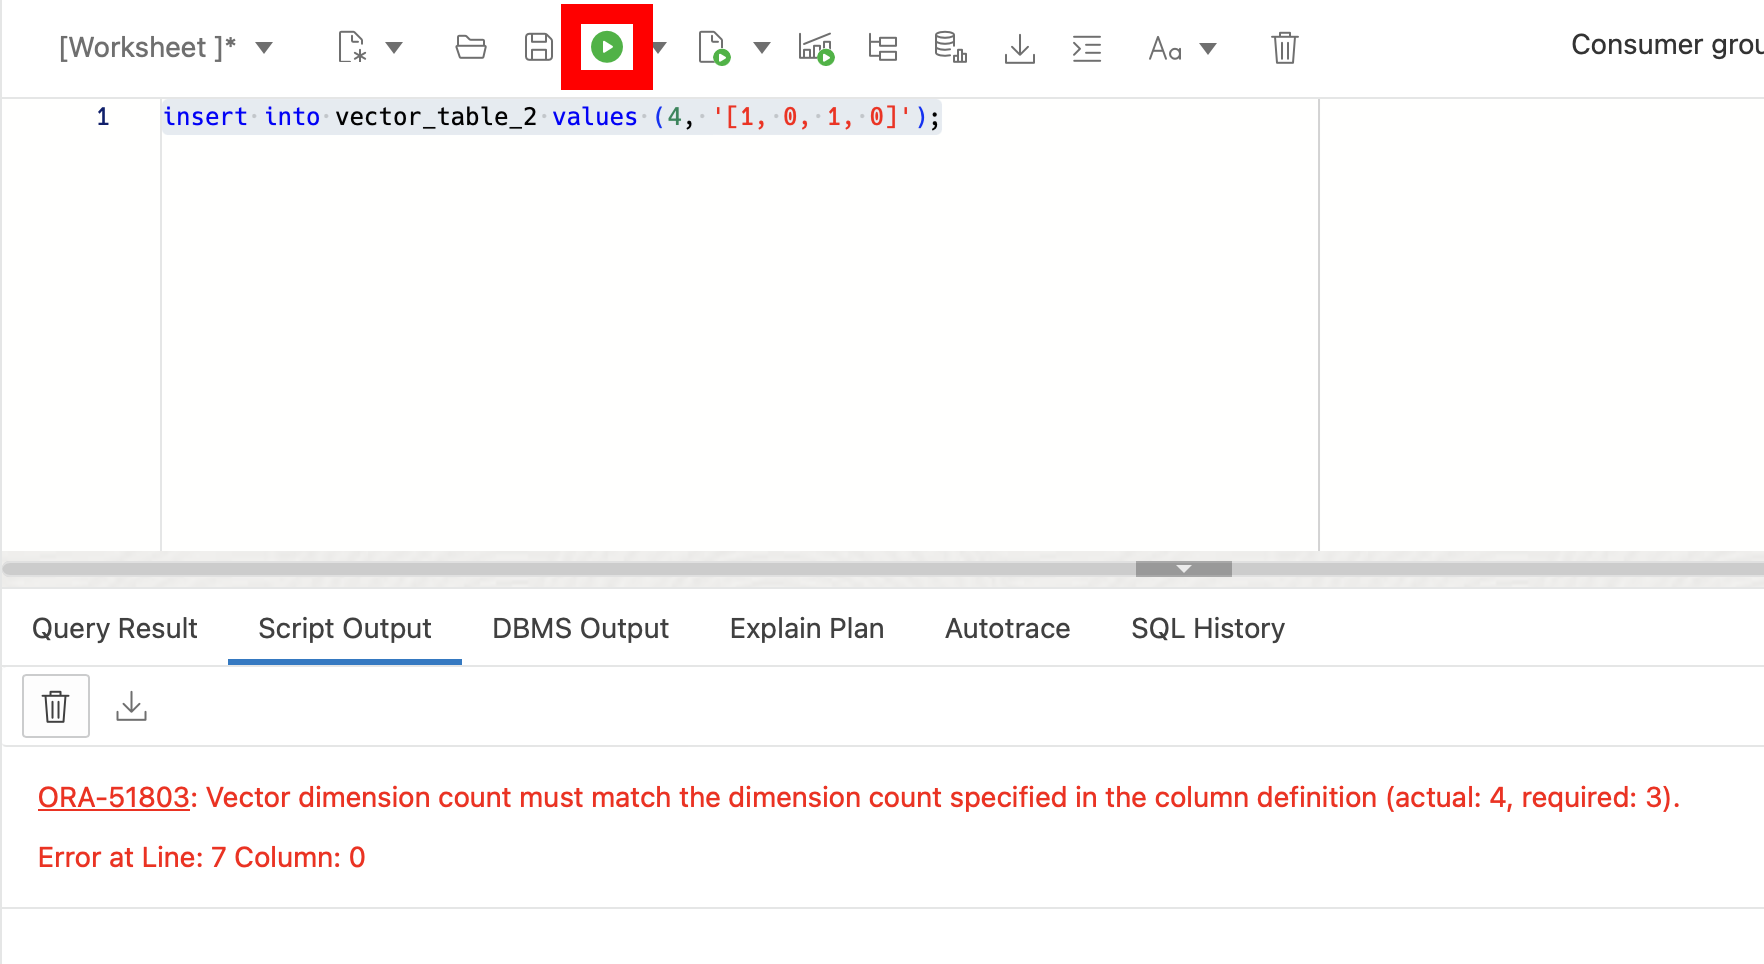 [Worksheet ]* Aa Consumer grou
1 insert into vector_table_2 values (4, '[1, 0, 1, 0]');
Query Result Script Output DBMS Output Explain Plan Autotrace SQL History
ORA-51803: Vector dimension count must match the dimension count specified in the column definition (actual: 4, required: 3).
Error at Line: 7 Column: 0